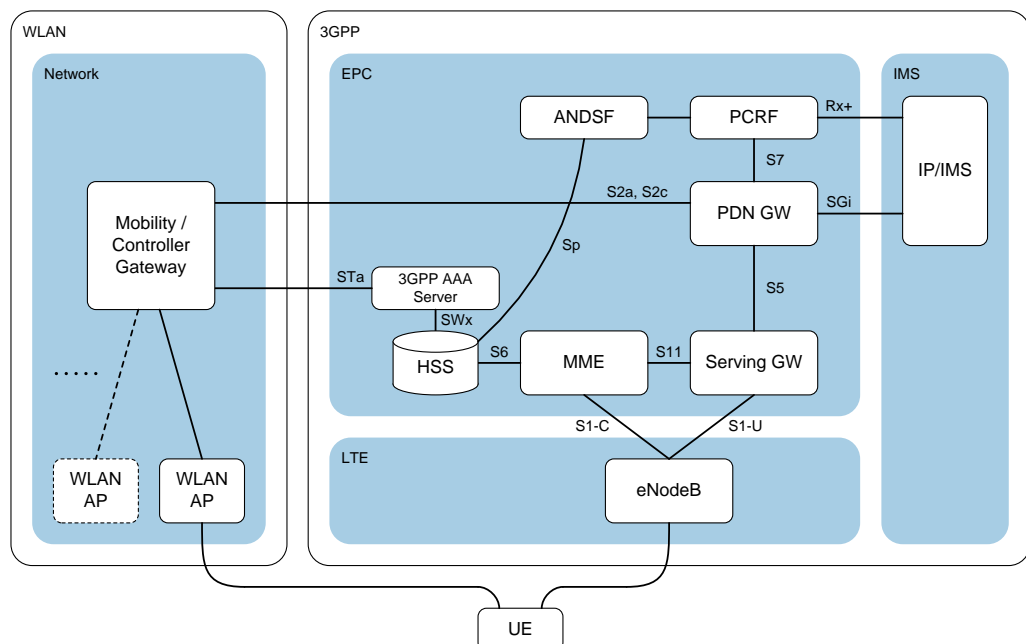 WLAN
Network
Mobility /
Controller
Gateway
.....
WLAN
AP
WLAN
AP
3GPP
EPC
ANDSF
PCRF
Rx+
S7
S2a, S2c
PDN GW
SGi
Sp
STa
3GPP AAA
Server
SWx
S5
HSS
S6
MME
S11
Serving GW
S1-C
S1-U
LTE
eNodeB
IMS
IP/IMS
UE